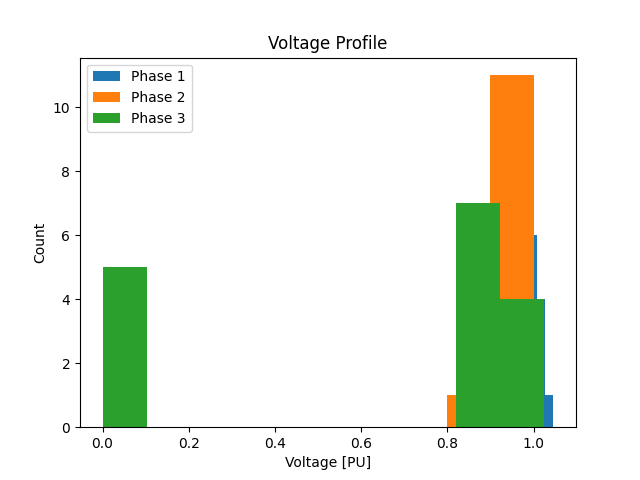 Voltage Profile
Phase 1
Phase 2
Phase 3
Count
10
8
6
4
2
0
0.0 0.2 0.4 0.6 0.8 1.0
Voltage [PU]